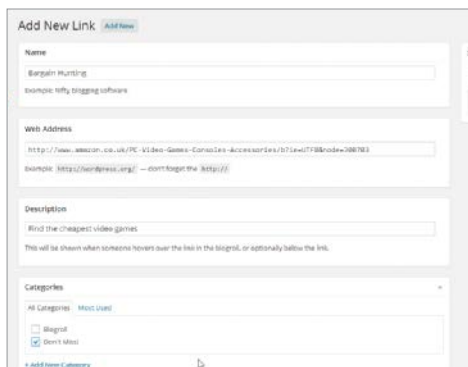 Add New Link Add New
Name
Bargain Hunting
Example: Nifty blogging software
Web Address
http://www.amazon.co.uk/PC-Video-Games-Consoles-Accessories/b?ie=UTF8&node=300703
Example: http://wordpress.org/ — don't forget the http://
Description
Find the cheapest video games
This will be shown when someone hovers over the link in the blogroll, or optionally below the link.
Categories
All Categories Most Used
Blogroll
Don't Miss!
+ Add New Category